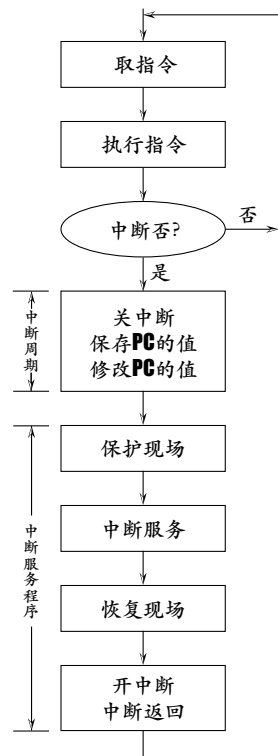 取指令
执行指令
中断否?
否
是
中断周期
关中断
保存PC的值
修改PC的值
中断服务程序
保护现场
中断服务
恢复现场
开中断
中断返回